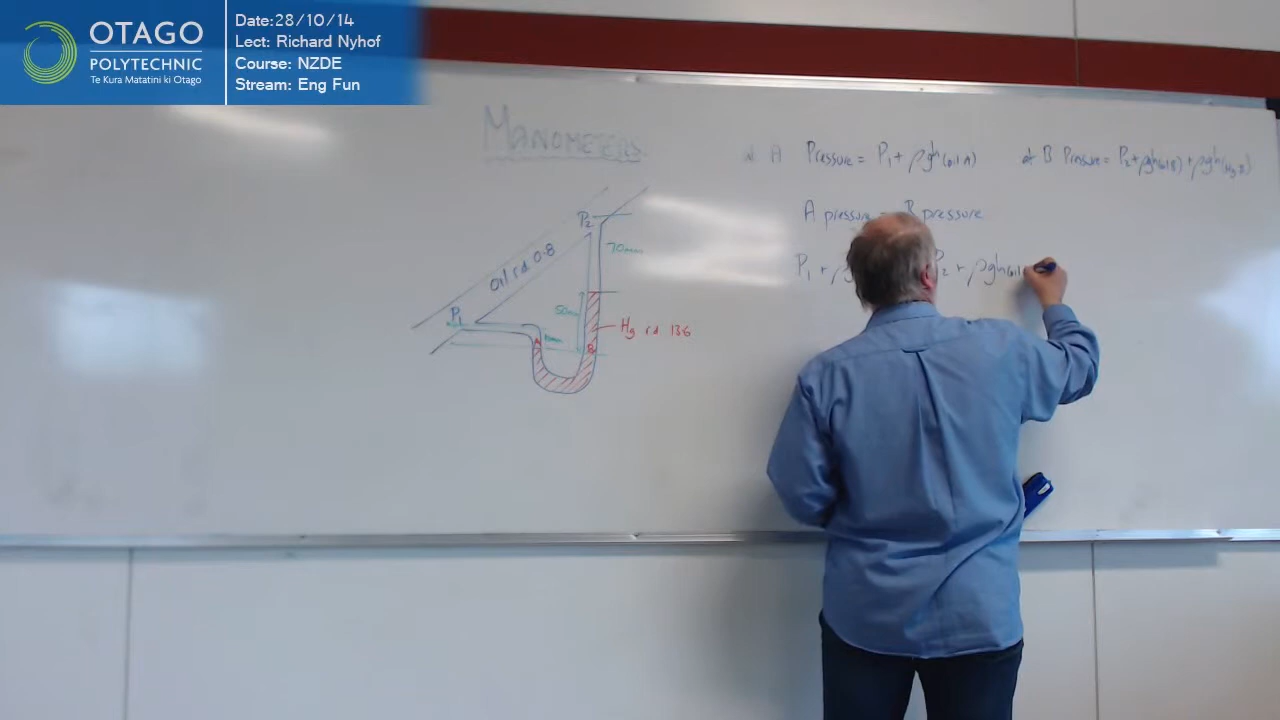 OTAGO
POLYTECHNIC
Te Kura Matatini ki Otago
Date:28/10/14
Lect: Richard Nyhof
Course: NZDE
Stream: Eng Fun
MANOMETERS
at A Pressure = P₁ + ρgh(oil A)
at B Pressure = P₂ + ρgh(oil B) + ρgh(Hg B)
A pressure = B pressure
P₁ + ρg
P₂ + ρgh(oil
P₂
70mm
oil rd 0.8
P₁
50mm
Hg rd 13.6
A
B